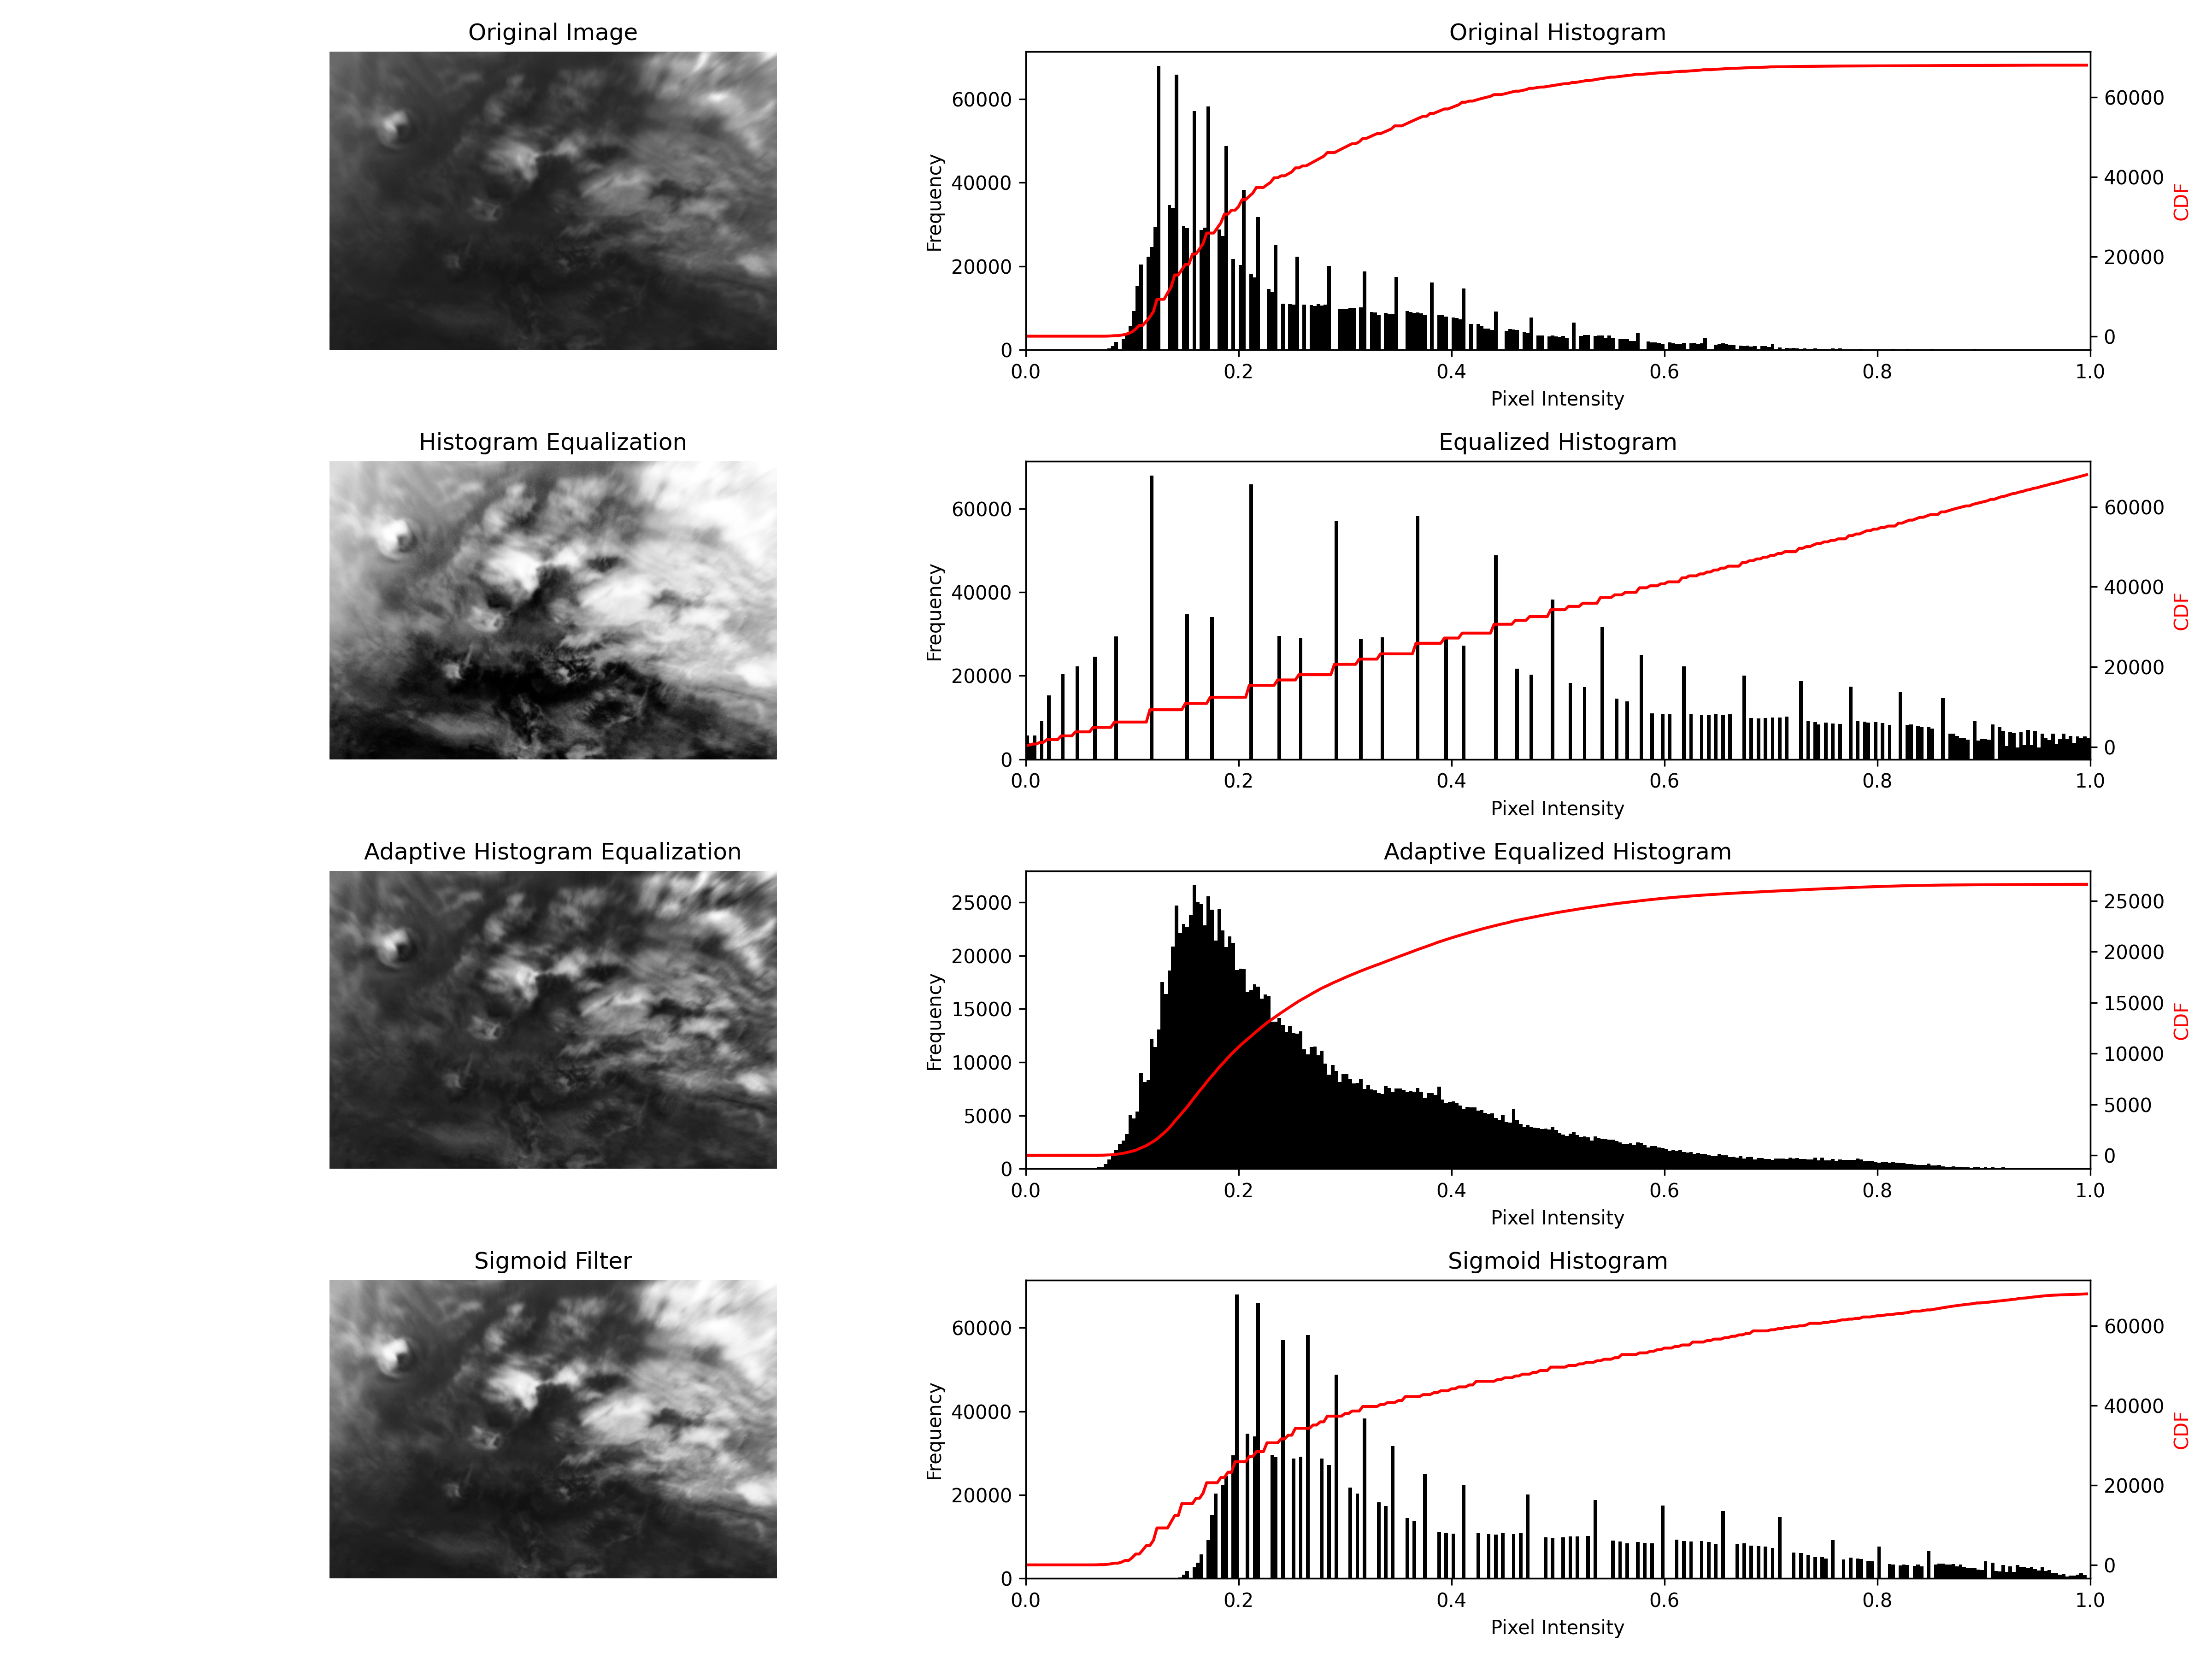 Original Image
Original Histogram
60000
40000
20000
0
Frequency
60000
40000
20000
0
CDF
0.0 0.2 0.4 0.6 0.8 1.0
Pixel Intensity
Histogram Equalization
Equalized Histogram
60000
40000
20000
0
Frequency
60000
40000
20000
0
CDF
0.0 0.2 0.4 0.6 0.8 1.0
Pixel Intensity
Adaptive Histogram Equalization
Adaptive Equalized Histogram
25000
20000
15000
10000
5000
0
Frequency
25000
20000
15000
10000
5000
0
CDF
0.0 0.2 0.4 0.6 0.8 1.0
Pixel Intensity
Sigmoid Filter
Sigmoid Histogram
60000
40000
20000
0
Frequency
60000
40000
20000
0
CDF
0.0 0.2 0.4 0.6 0.8 1.0
Pixel Intensity